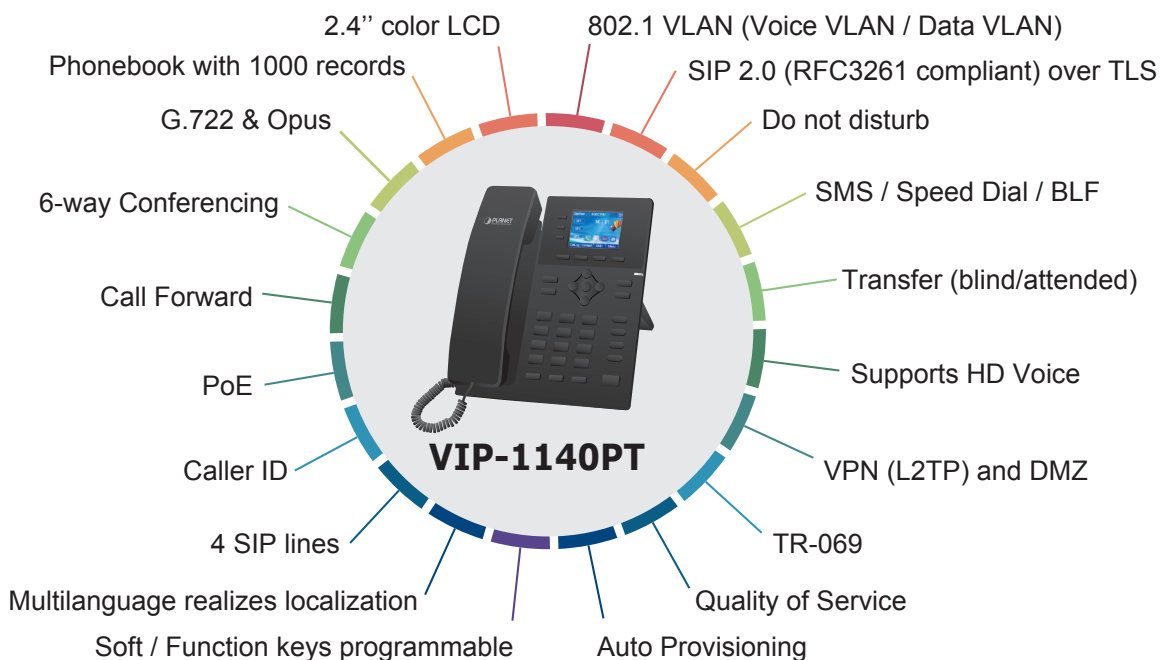 2.4'' color LCD
802.1 VLAN (Voice VLAN / Data VLAN)
Phonebook with 1000 records
SIP 2.0 (RFC3261 compliant) over TLS
G.722 & Opus
Do not disturb
6-way Conferencing
SMS / Speed Dial / BLF
PLANET
Call Forward
Transfer (blind/attended)
PoE
Supports HD Voice
VIP-1140PT
Caller ID
VPN (L2TP) and DMZ
4 SIP lines
TR-069
Multilanguage realizes localization
Quality of Service
Soft / Function keys programmable
Auto Provisioning